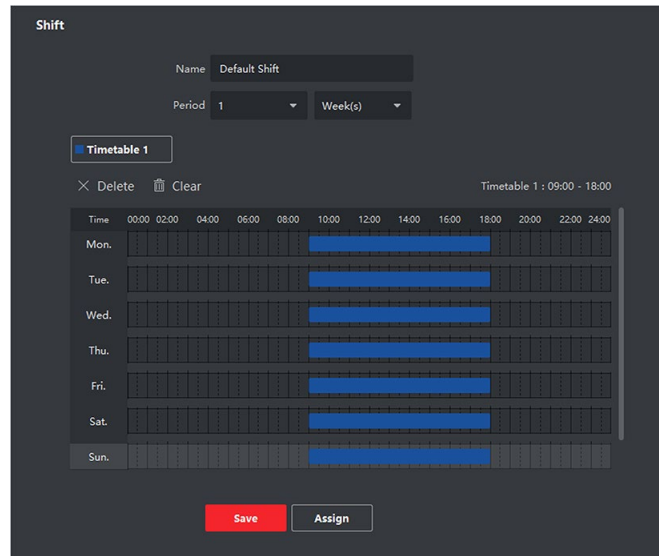 Shift
Name Default Shift
Period 1 Week(s)
Timetable 1
Delete Clear Timetable 1 : 09:00 - 18:00
Time 00:00 02:00 04:00 06:00 08:00 10:00 12:00 14:00 16:00 18:00 20:00 22:00 24:00
Mon.
Tue.
Wed.
Thu.
Fri.
Sat.
Sun.
Save Assign